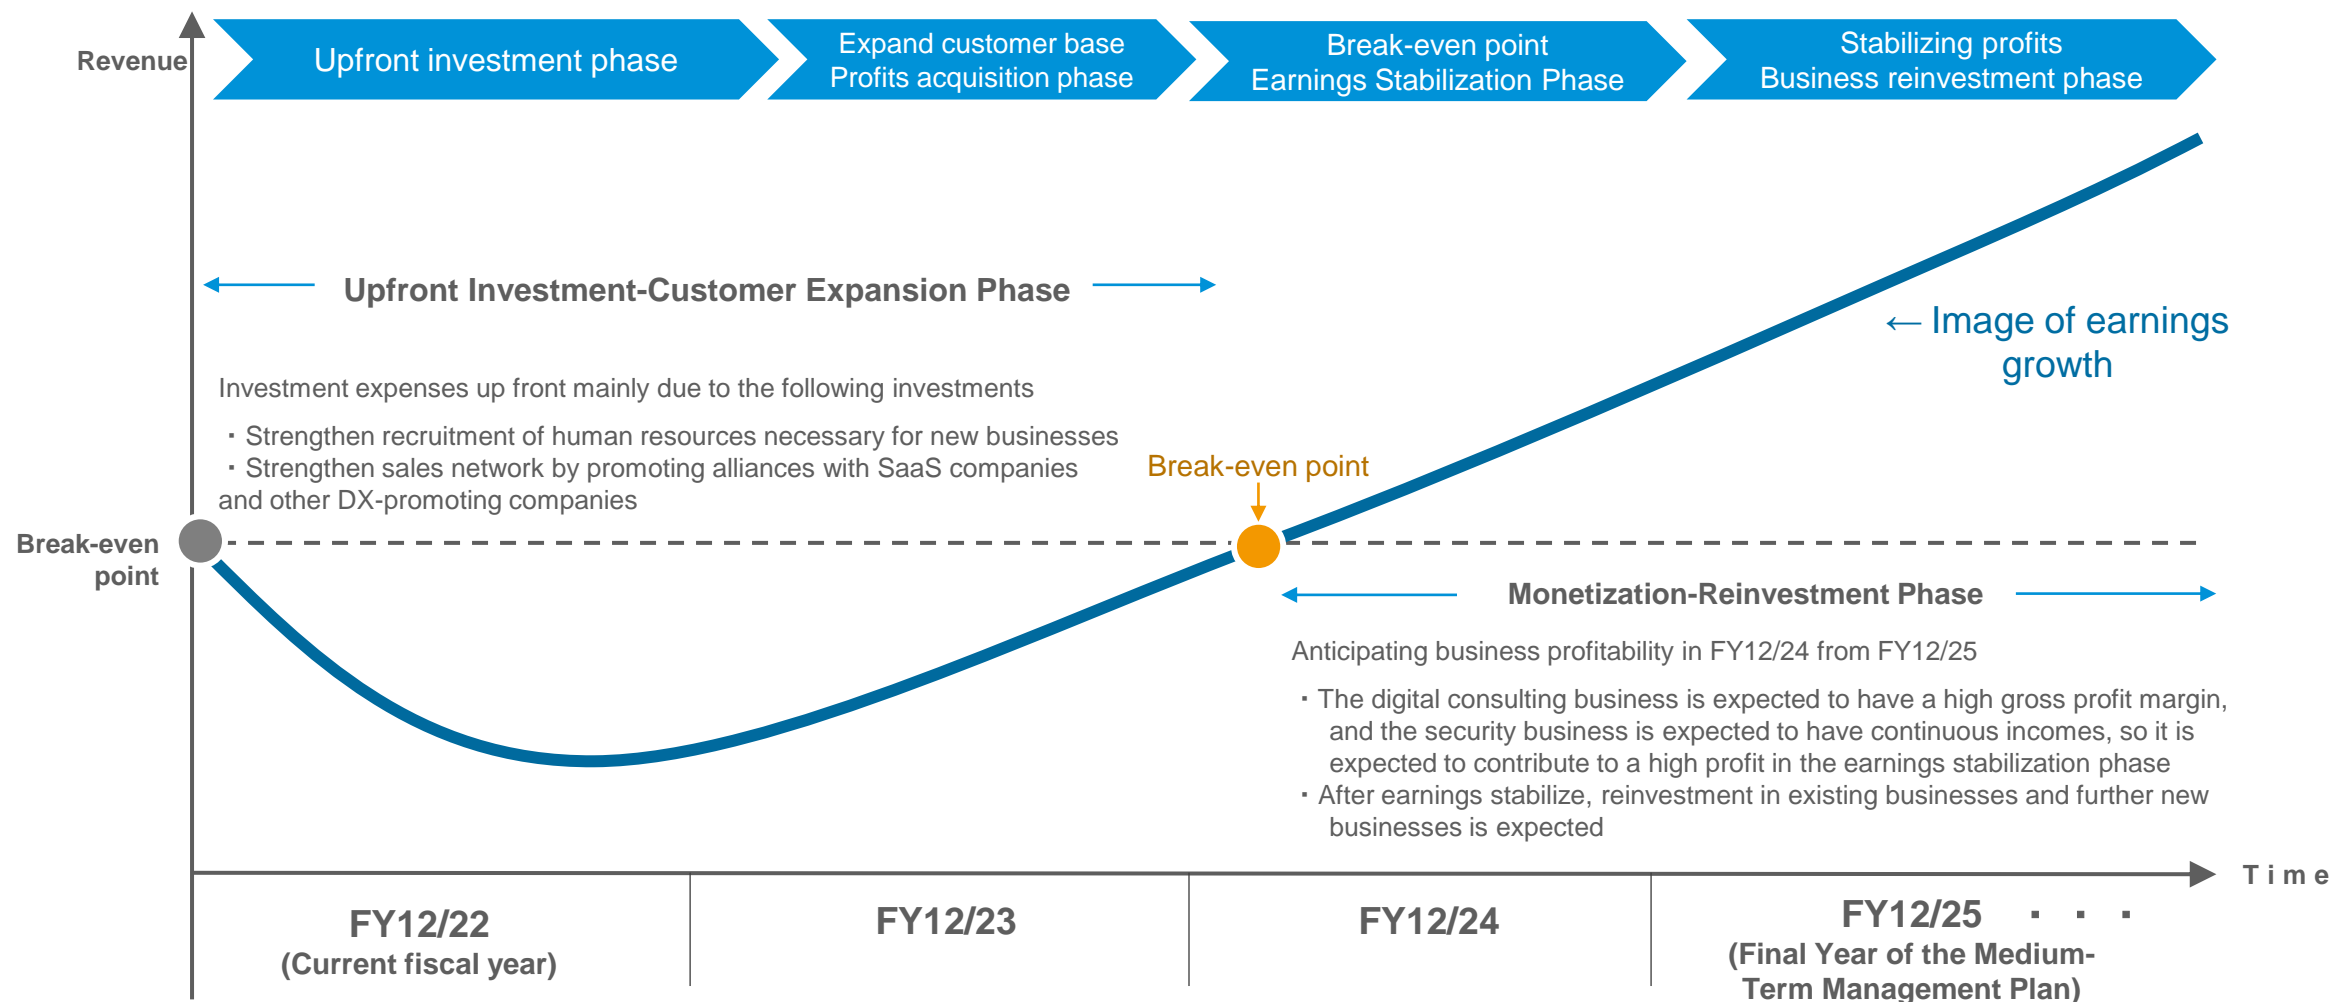 Revenue
Upfront investment phase
Expand customer base
Profits acquisition phase
Break-even point
Earnings Stabilization Phase
Stabilizing profits
Business reinvestment phase
Upfront Investment-Customer Expansion Phase
← Image of earnings
growth
Investment expenses up front mainly due to the following investments
・Strengthen recruitment of human resources necessary for new businesses
・Strengthen sales network by promoting alliances with SaaS companies
and other DX-promoting companies
Break-even point
Break-even
point
Monetization-Reinvestment Phase
Anticipating business profitability in FY12/24 from FY12/25
・The digital consulting business is expected to have a high gross profit margin,
and the security business is expected to have continuous incomes, so it is
expected to contribute to a high profit in the earnings stabilization phase
・After earnings stabilize, reinvestment in existing businesses and further new
businesses is expected
Time
FY12/22
(Current fiscal year)
FY12/23
FY12/24
FY12/25 ・・・
(Final Year of the Medium-
Term Management Plan)